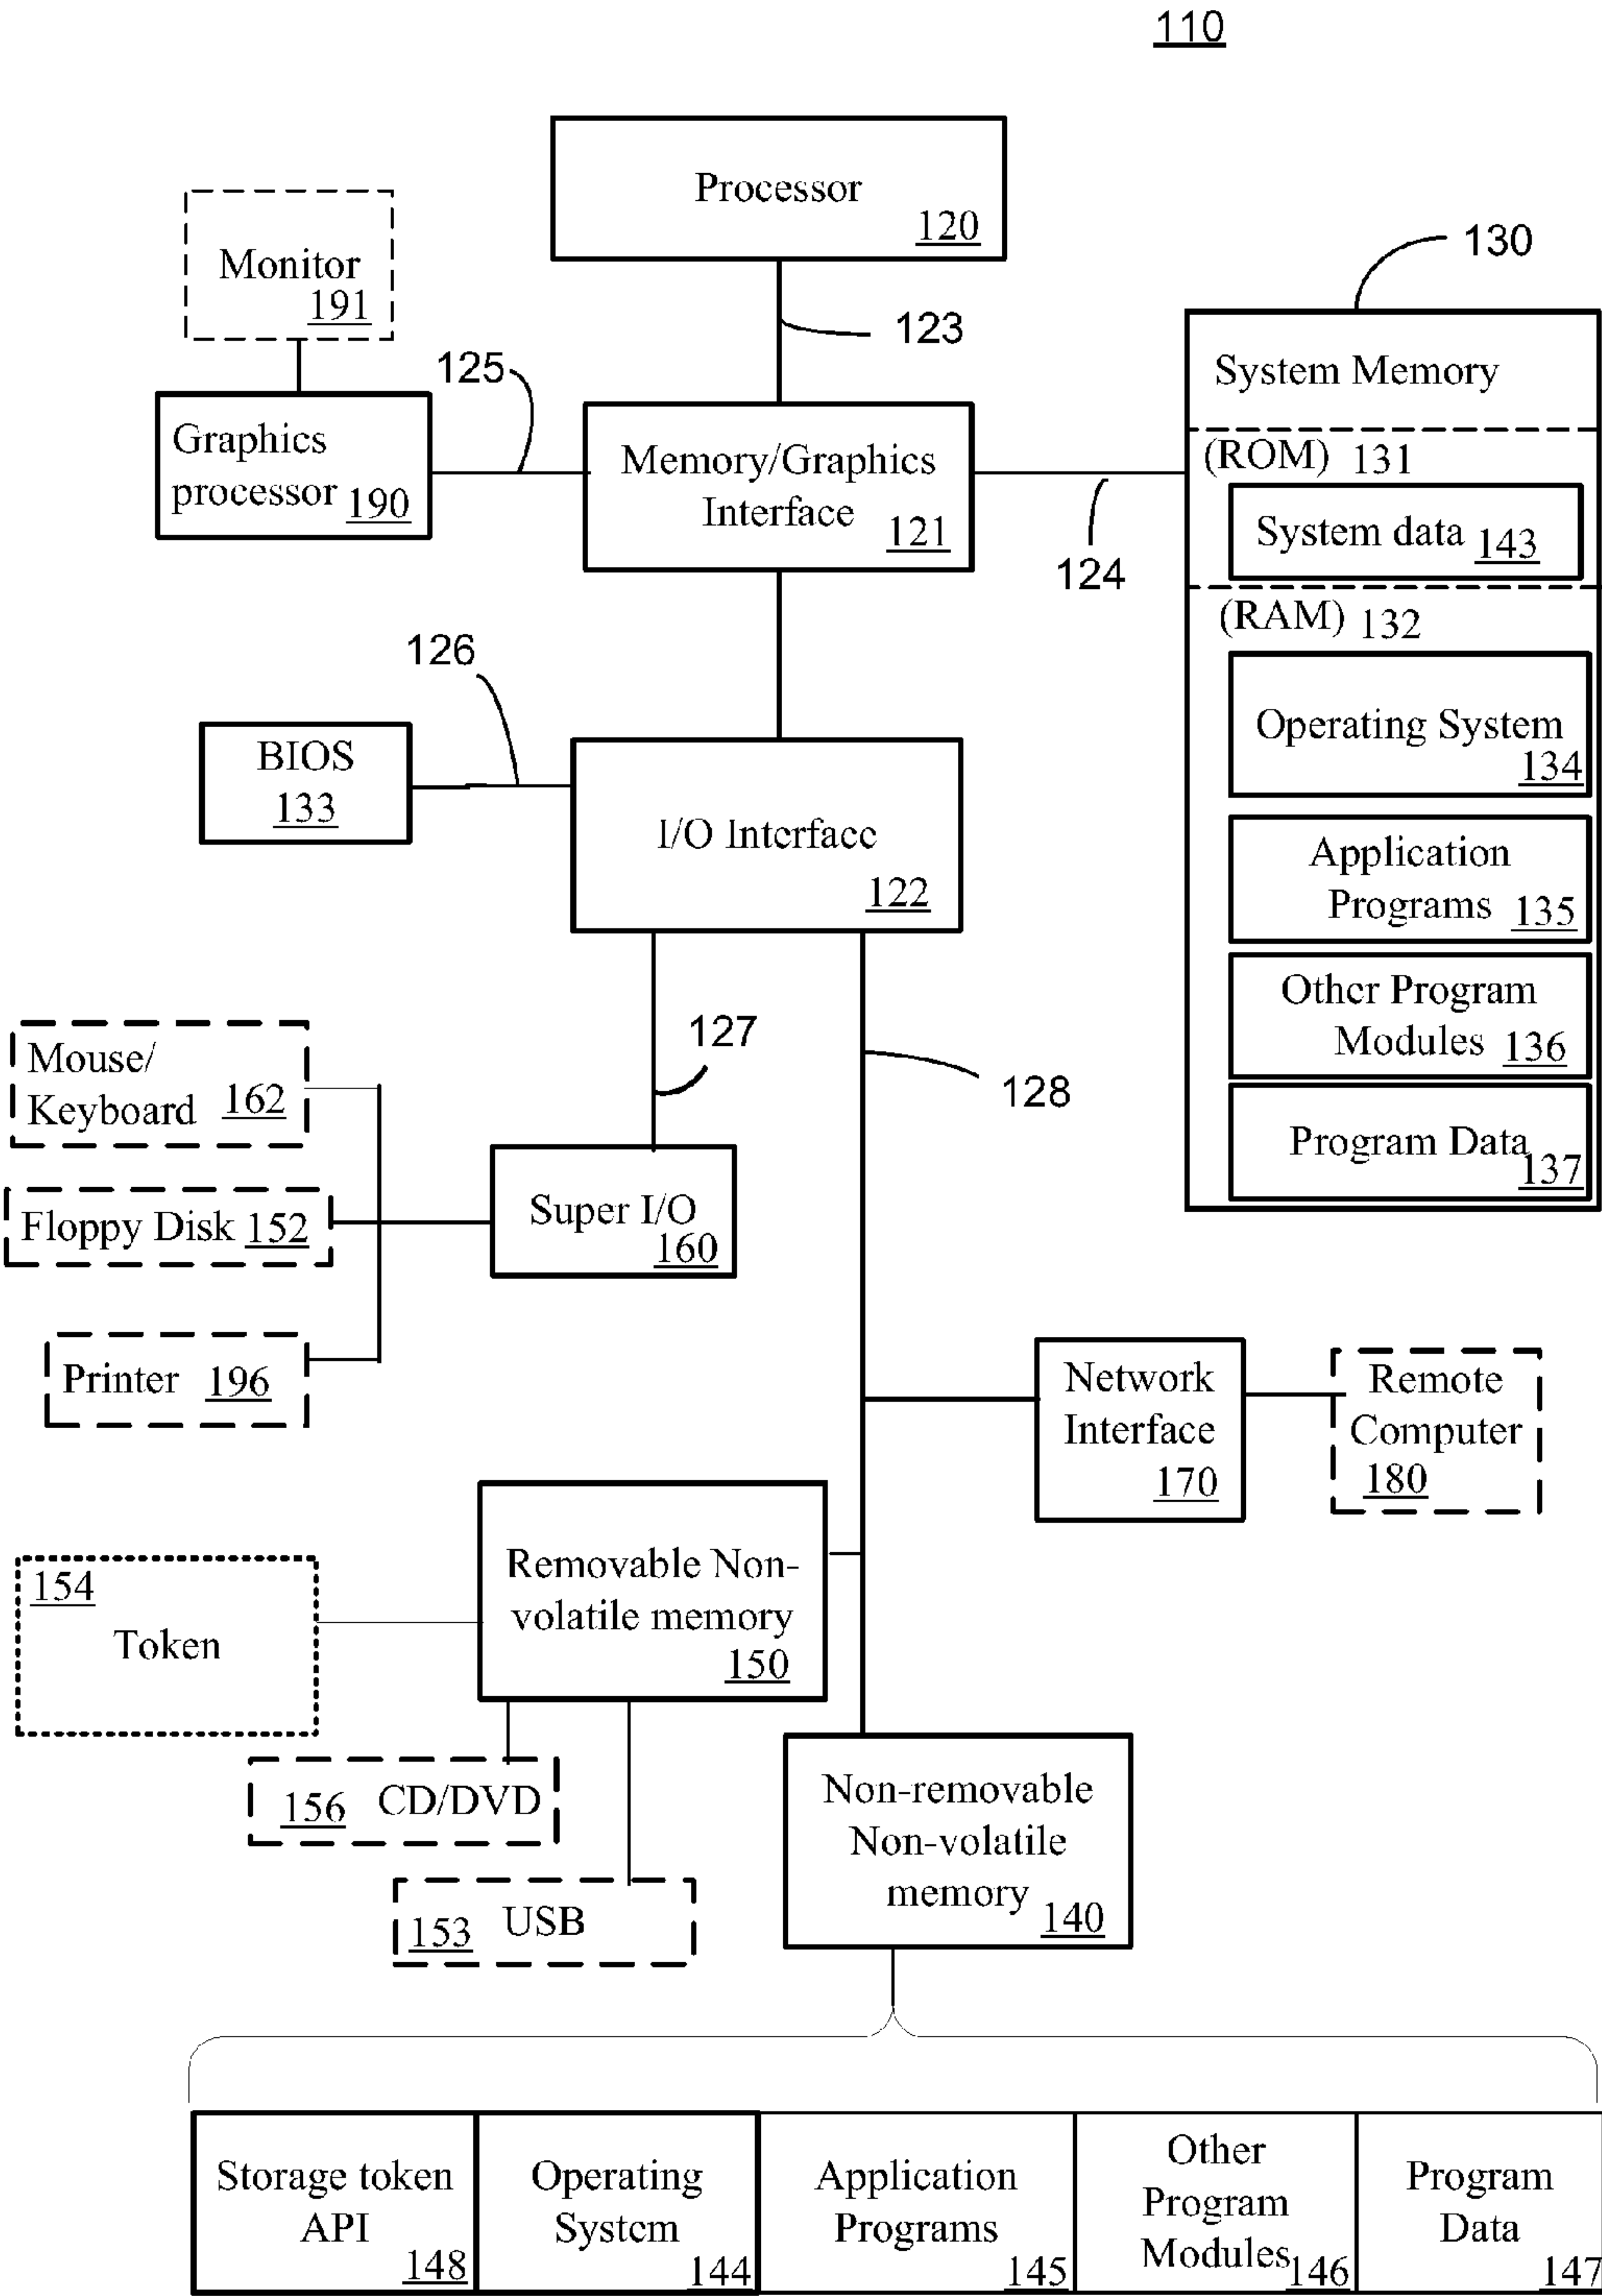 110
Processor
120
Monitor
191
123
130
125
Graphics
processor 190
Memory/Graphics
Interface
121
124
System Memory
(ROM) 131
System data 143
(RAM) 132
Operating System
134
Application
Programs 135
Other Program
Modules 136
Program Data
137
126
BIOS
133
I/O Interface
122
127
128
Mouse/
Keyboard 162
Floppy Disk 152
Printer 196
Super I/O
160
Network
Interface
170
Remote
Computer
180
Removable Non-
volatile memory
150
154
Token
156 CD/DVD
153 USB
Non-removable
Non-volatile
memory
140
Storage token
API
148
Operating
System
144
Application
Programs
145
Other
Program
Modules
146
Program
Data
147